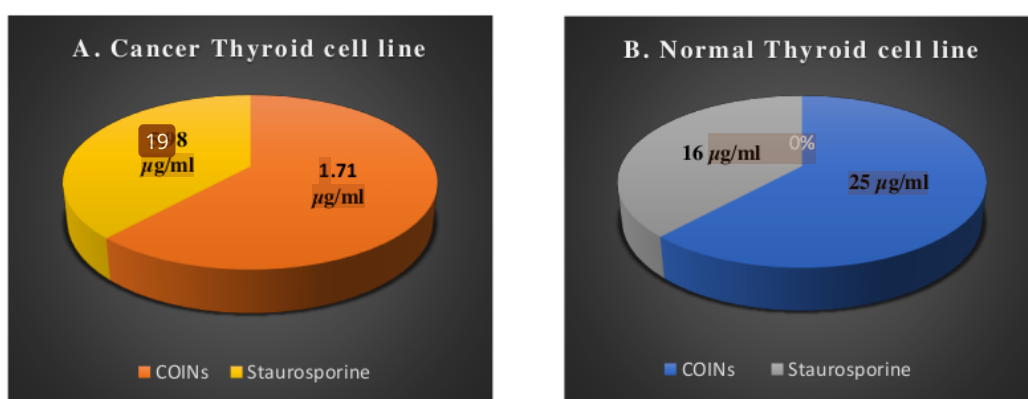 A. Cancer Thyroid cell line
19
µg/ml
1.71
µg/ml
COINs
Staurosporine
B. Normal Thyroid cell line
16 µg/ml
0%
25 µg/ml
COINs
Staurosporine